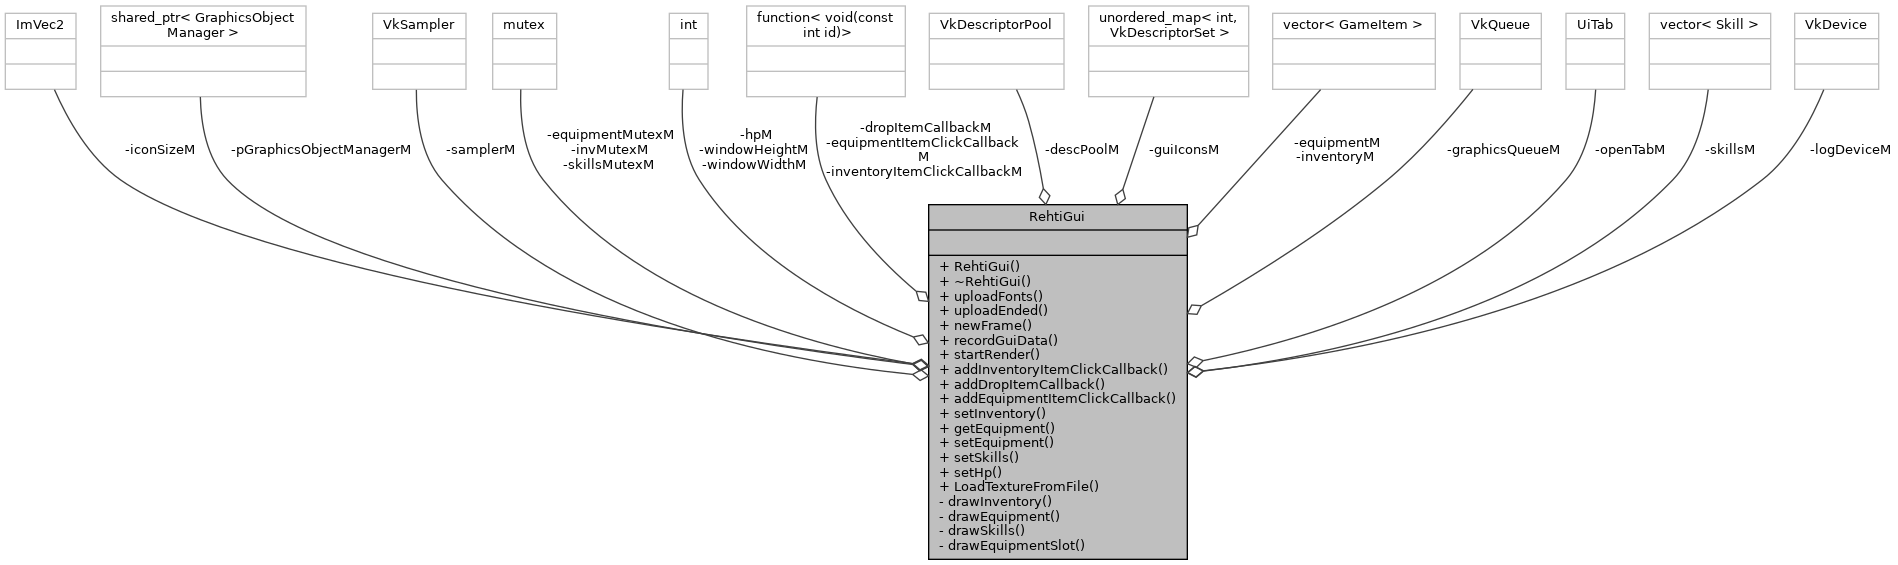 ImVec2
shared_ptr< GraphicsObject
Manager >
VkSampler
mutex
int
function< void(const
int id)>
VkDescriptorPool
unordered_map< int,
VkDescriptorSet >
vector< GameItem >
VkQueue
UiTab
vector< Skill >
VkDevice
-iconSizeM
-pGraphicsObjectManagerM
-samplerM
-equipmentMutexM
-invMutexM
-skillsMutexM
-hpM
-windowHeightM
-windowWidthM
-dropItemCallbackM
-equipmentItemClickCallback
M
-inventoryItemClickCallbackM
-descPoolM
-guiIconsM
-equipmentM
-inventoryM
-graphicsQueueM
-openTabM
-skillsM
-logDeviceM
RehtiGui
+ RehtiGui()
+ ~RehtiGui()
+ uploadFonts()
+ uploadEnded()
+ newFrame()
+ recordGuiData()
+ startRender()
+ addInventoryItemClickCallback()
+ addDropItemCallback()
+ addEquipmentItemClickCallback()
+ setInventory()
+ getEquipment()
+ setEquipment()
+ setSkills()
+ setHp()
+ LoadTextureFromFile()
- drawInventory()
- drawEquipment()
- drawSkills()
- drawEquipmentSlot()